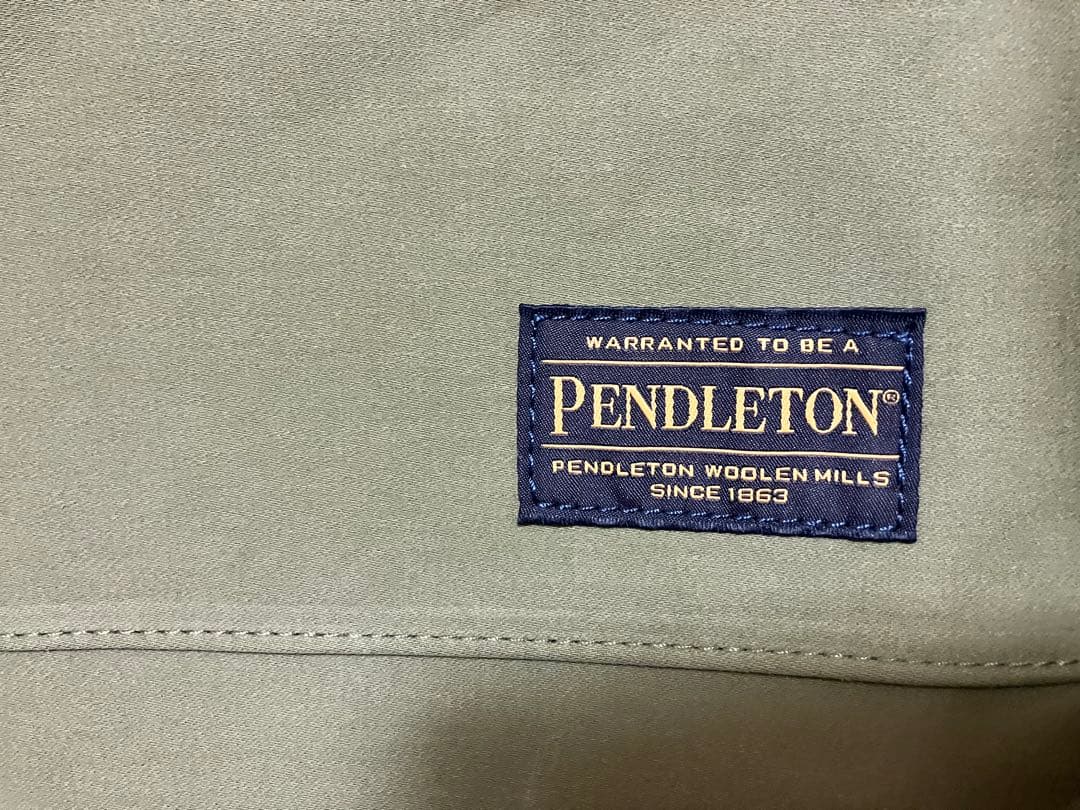 WARRANTED TO BE A
PENDLETON®
PENDLETON WOOLEN MILLS
SINCE 1863